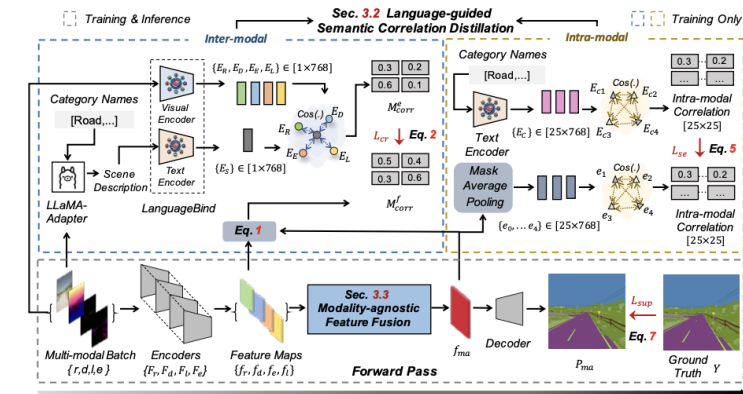 Training & Inference
Sec. 3.2 Language-guided
Semantic Correlation Distillation
Training Only
Inter-modal
Intra-modal
Category Names
[Road,...]
LLaMA-
Adapter
Scene
Description
Visual
Encoder
Text
Encoder
LanguageBind
{E_R, E_D, E_E, E_L} ∈ [1×768]
{E_S} ∈ [1×768]
Cos(.)
E_R
E_D
E_E
E_L
0.3 0.2
0.6 0.1
M^e_corr
L_cr Eq. 2
0.5 0.4
0.3 0.6
M^f_corr
Eq. 1
Category Names
[Road,...]
Text
Encoder
{E_C} ∈ [25×768]
Cos(.)
E_c1
E_c2
E_c3
E_c4
0.3 ... 0.2
... ...
Intra-modal
Correlation
[25×25]
L_se Eq. 5
Mask
Average
Pooling
{e_0, ... e_4} ∈ [25×768]
Cos(.)
e_1
e_2
e_3
e_4
0.3 ... 0.2
... ...
Intra-modal
Correlation
[25×25]
Multi-modal Batch
{ r, d, l, e }
Encoders
{F_r, F_d, F_l, F_e}
Feature Maps
{f_r, f_d, f_e, f_l}
Sec. 3.3
Modality-agnostic
Feature Fusion
f_ma
Decoder
P_ma
L_sup
Eq. 7
Ground
Truth Y
Forward Pass